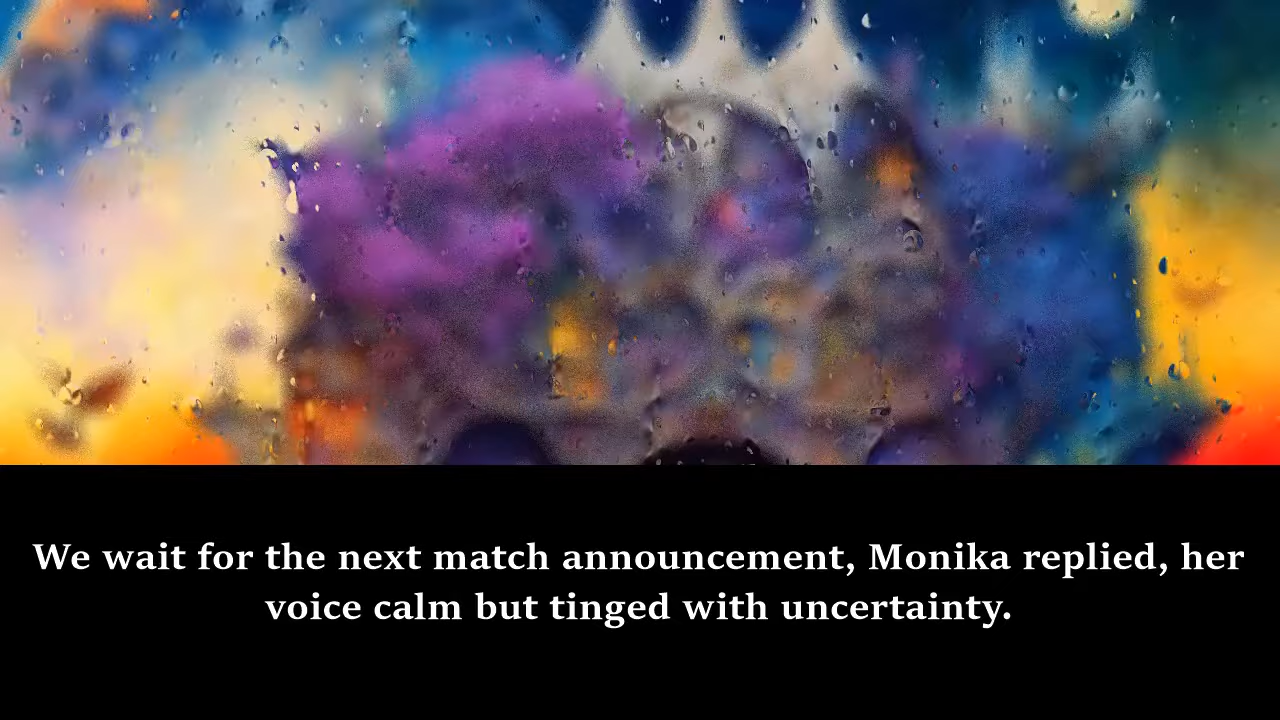 We wait for the next match announcement, Monika replied, her
voice calm but tinged with uncertainty.